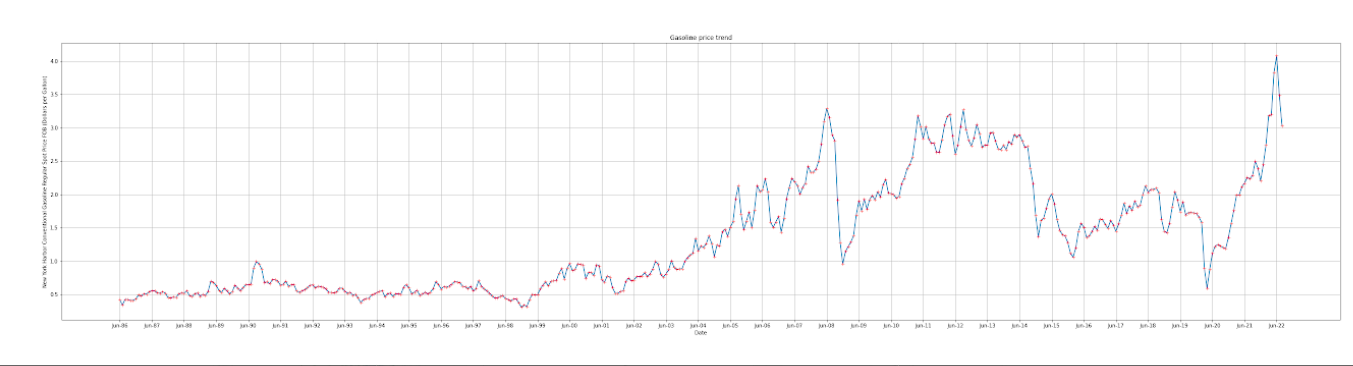 Gasoline price trend
New York Harbor Conventional Gasoline Regular Spot Price FOB (Dollars per Gallon)
4.0
3.5
3.0
2.5
2.0
1.5
1.0
0.5
Jun-86 Jun-87 Jun-88 Jun-89 Jun-90 Jun-91 Jun-92 Jun-93 Jun-94 Jun-95 Jun-96 Jun-97 Jun-98 Jun-99 Jun-00 Jun-01 Jun-02 Jun-03 Jun-04 Jun-05 Jun-06 Jun-07 Jun-08 Jun-09 Jun-10 Jun-11 Jun-12 Jun-13 Jun-14 Jun-15 Jun-16 Jun-17 Jun-18 Jun-19 Jun-20 Jun-21 Jun-22
Date